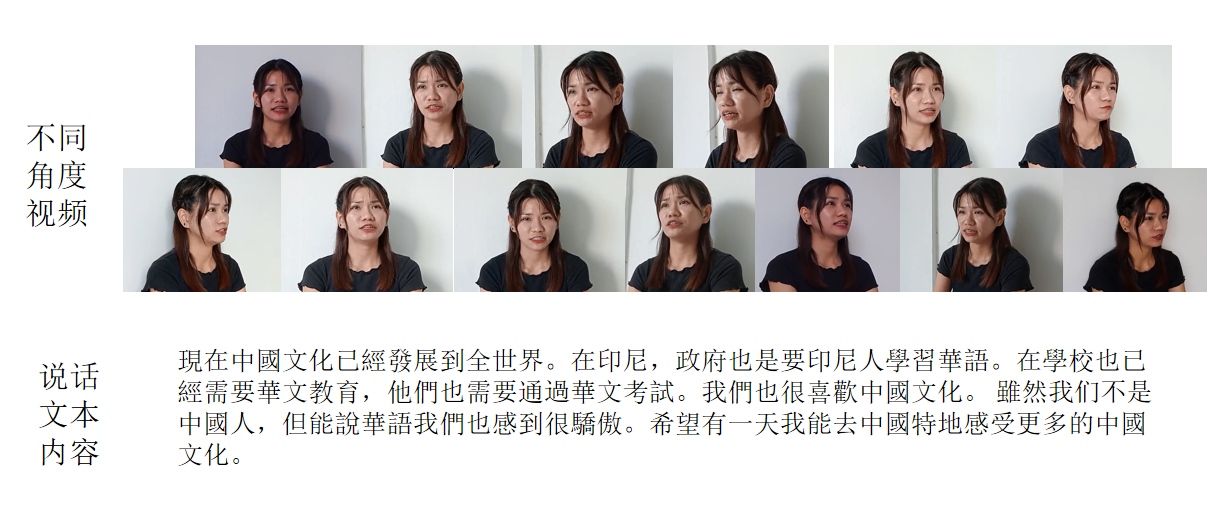 不同
角度
视频
说话
文本
内容
現在中國文化已經發展到全世界。在印尼，政府也是要印尼人學習華語。在學校也已
經需要華文教育，他們也需要通過華文考試。我們也很喜歡中國文化。 雖然我们不是
中國人，但能說華語我們也感到很驕傲。希望有一天我能去中國特地感受更多的中國
文化。